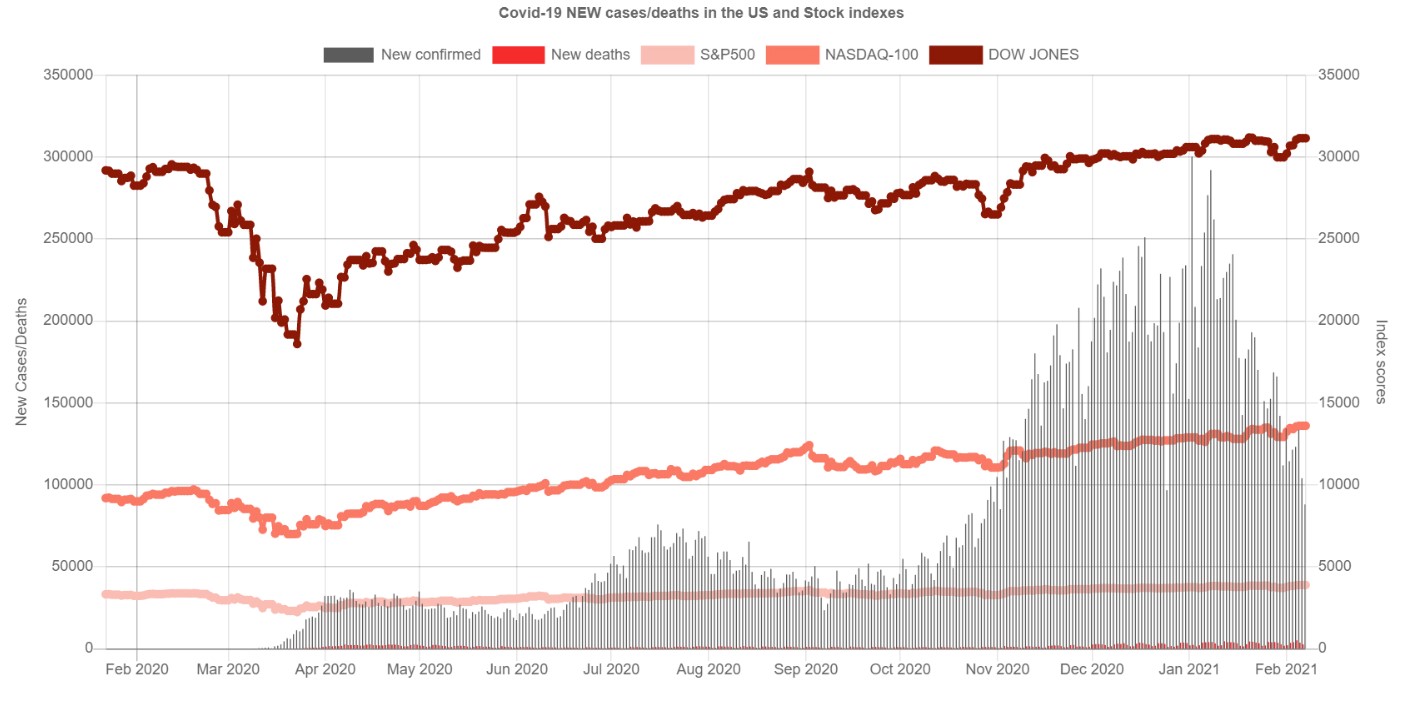 Covid-19 NEW cases/deaths in the US and Stock indexes
New confirmed New deaths S&P500 NASDAQ-100 DOW JONES
350000 35000
300000 30000
250000 25000
200000 20000
150000 15000
100000 10000
50000 5000
0 0
New Cases/Deaths
Index scores
Feb 2020 Mar 2020 Apr 2020 May 2020 Jun 2020 Jul 2020 Aug 2020 Sep 2020 Oct 2020 Nov 2020 Dec 2020 Jan 2021 Feb 2021